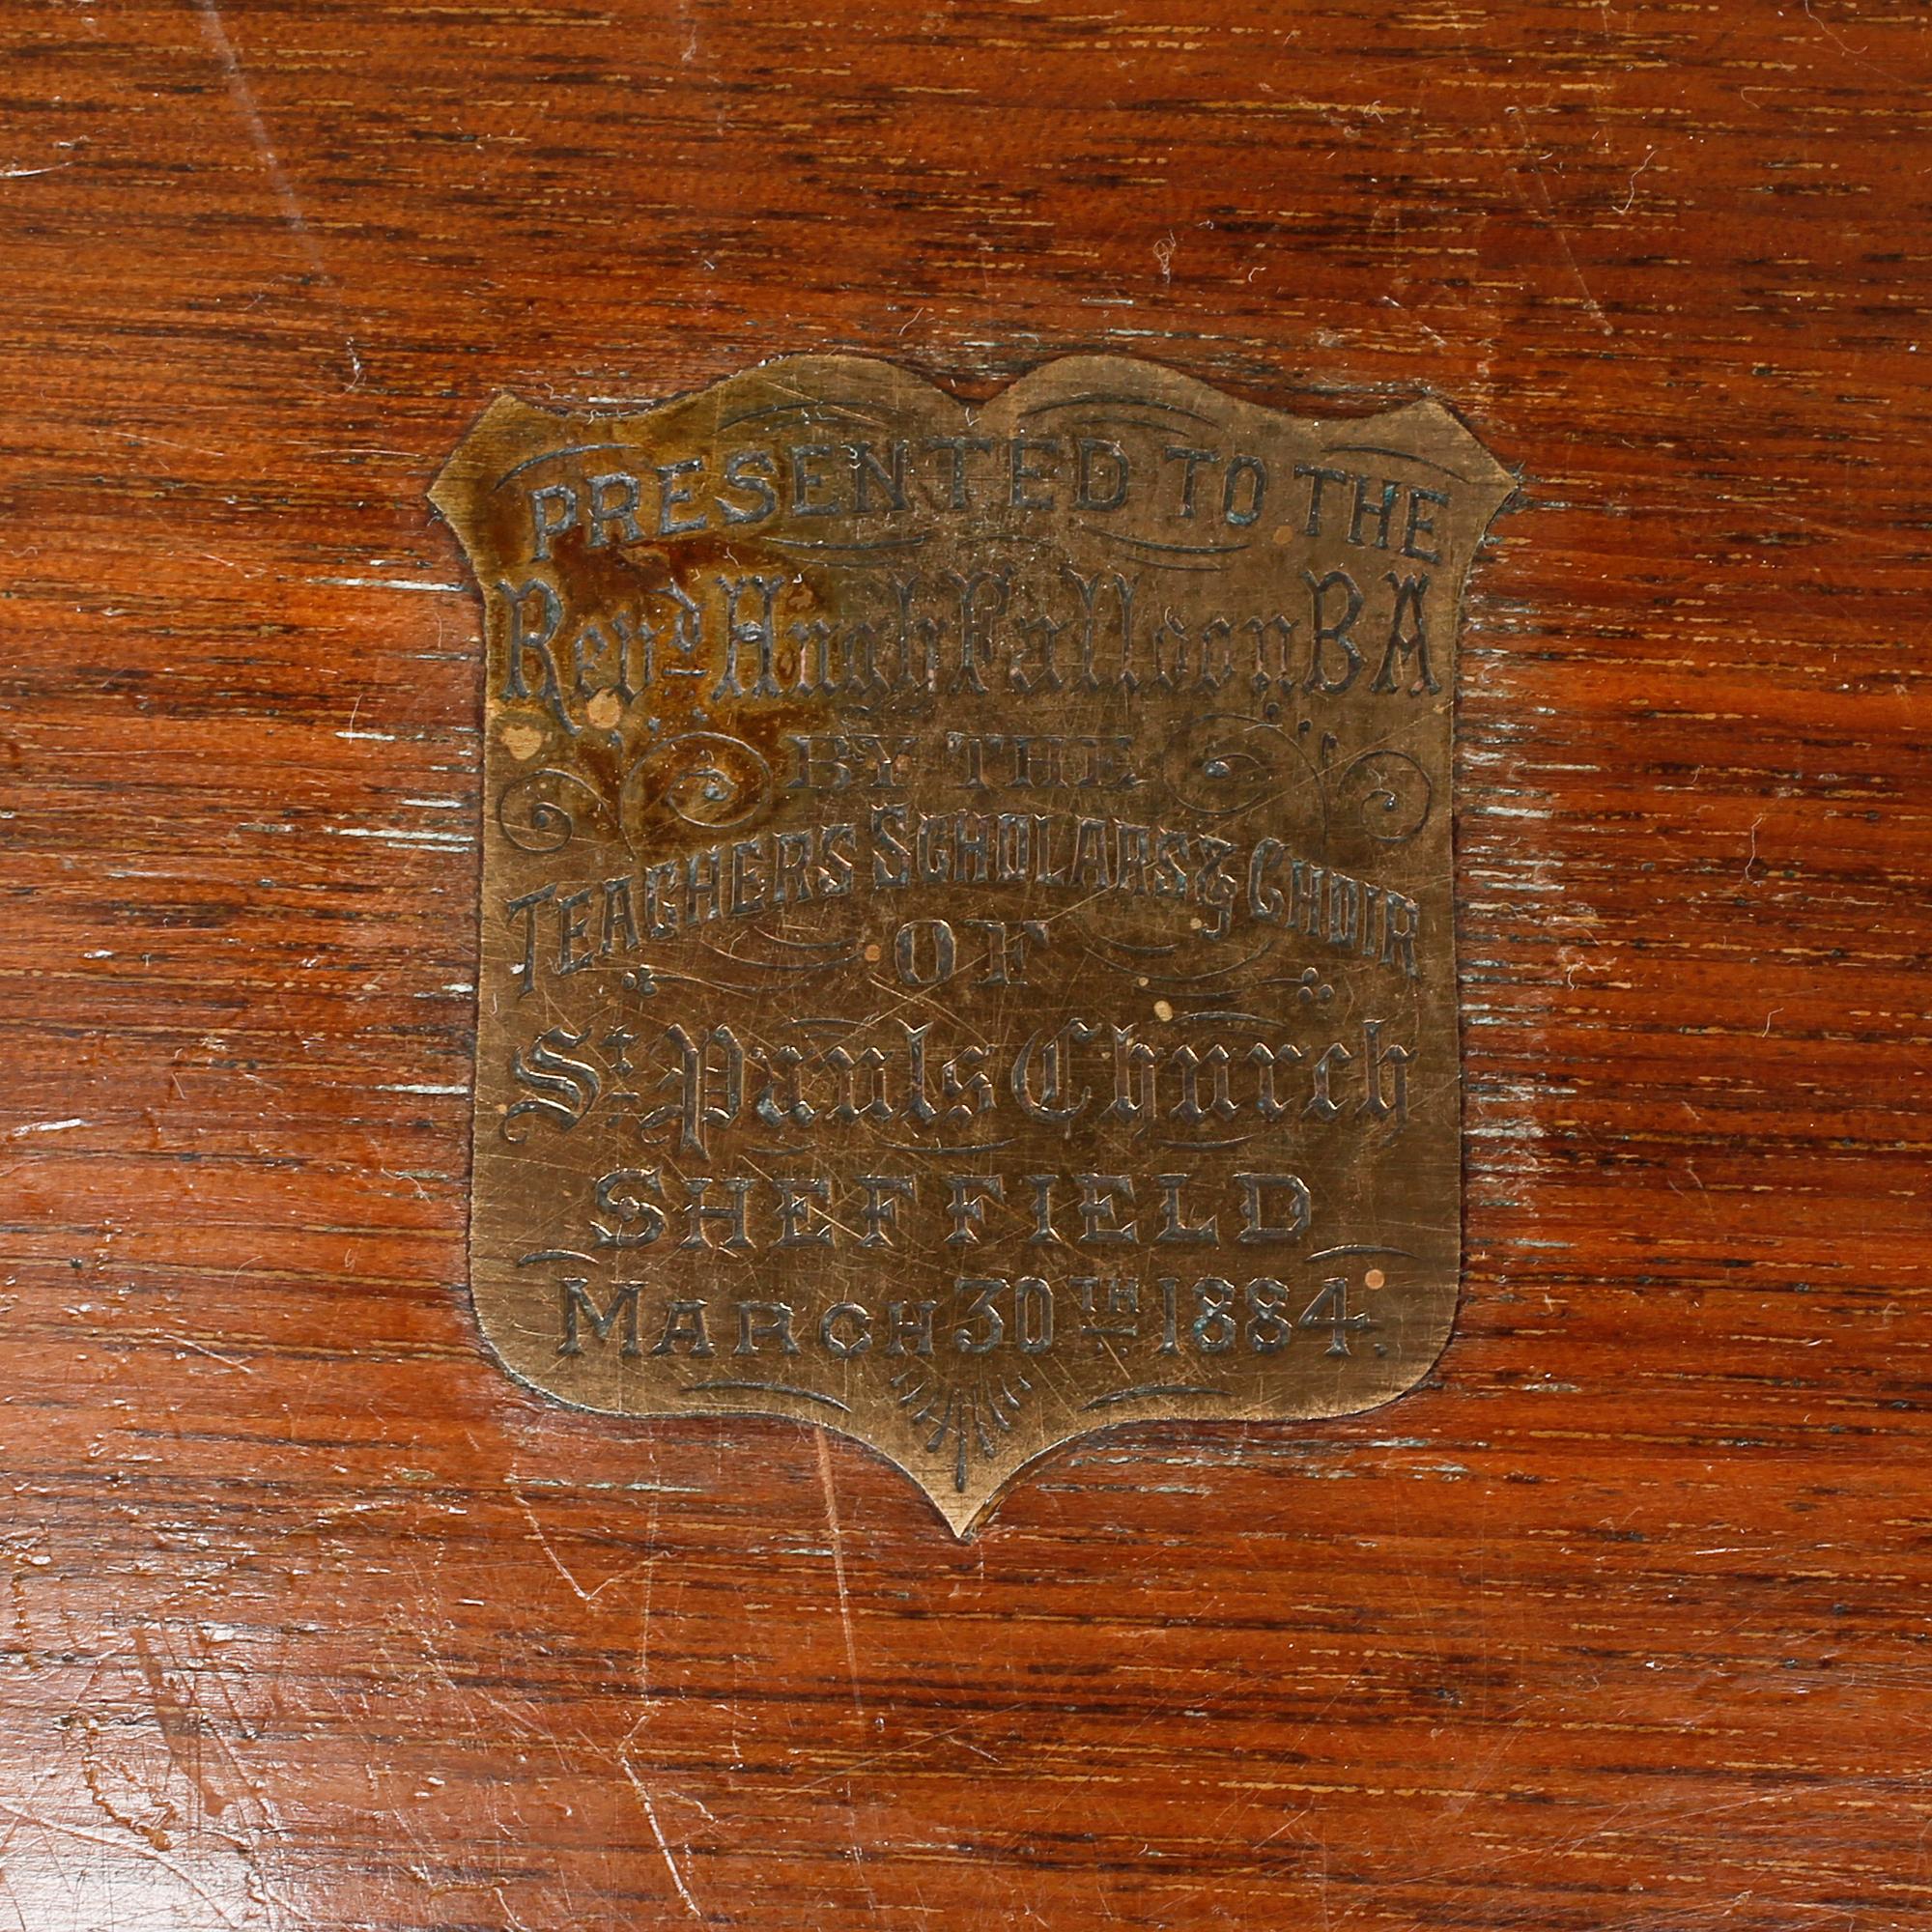 PRESENTED TO THE
Revd Hugh Falloon BA
BY THE
TEACHERS SCHOLARS & CHOIR
OF
St Pauls Church
SHEFFIELD
MARCH 30TH 1884.